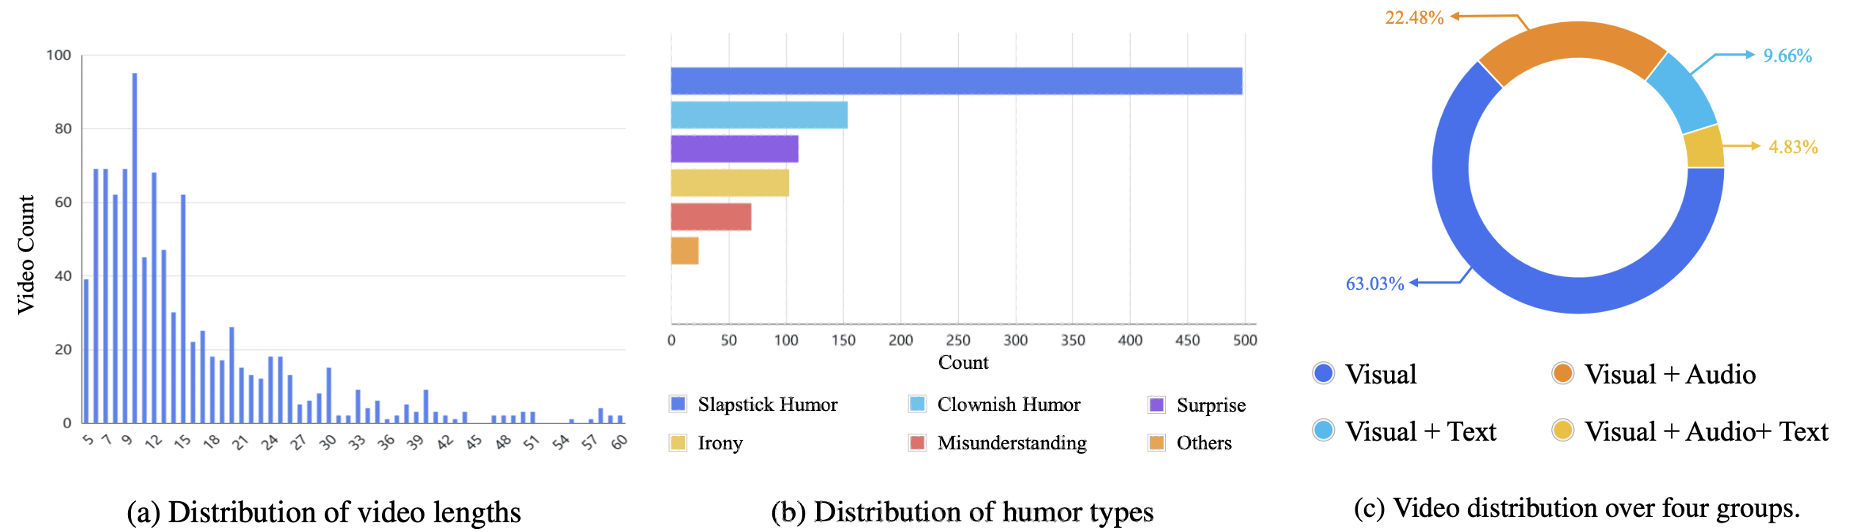 100
80
60
40
20
0
Video Count
5 7 9 12 15 18 21 24 27 30 33 36 39 42 45 48 51 54 57 60
(a) Distribution of video lengths
0 50 100 150 200 250 300 350 400 450 500
Count
Slapstick Humor Clownish Humor Surprise
Irony Misunderstanding Others
(b) Distribution of humor types
22.48%
9.66%
4.83%
63.03%
Visual Visual + Audio
Visual + Text Visual + Audio+ Text
(c) Video distribution over four groups.